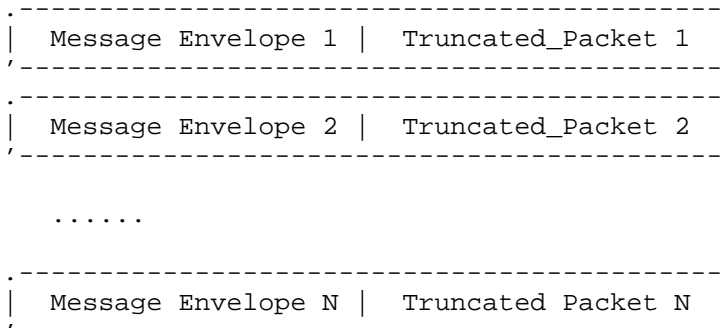 .--------------------------------------------
|  Message Envelope 1 |  Truncated_Packet 1
'--------------------------------------------
.--------------------------------------------
|  Message Envelope 2 |  Truncated_Packet 2
'--------------------------------------------
......
.--------------------------------------------
|  Message Envelope N |  Truncated Packet N
'